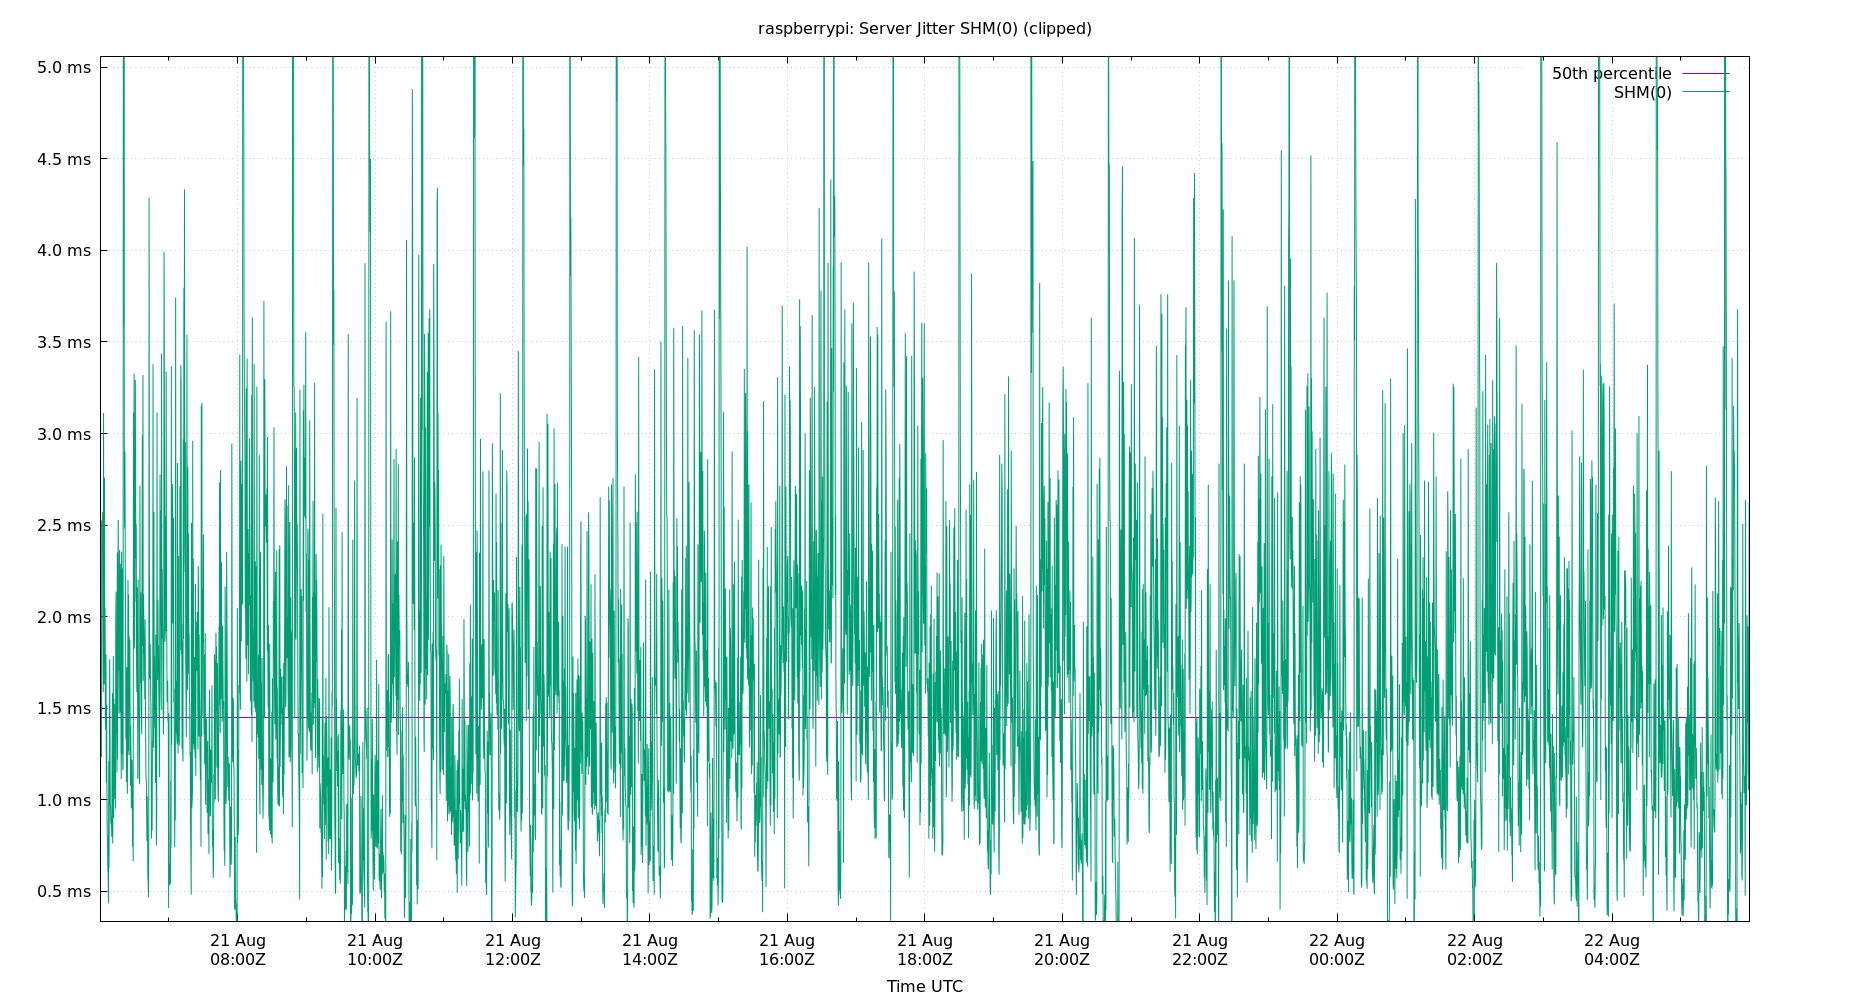 raspberrypi: Server Jitter SHM(0) (clipped)
5.0 ms
4.5 ms
4.0 ms
3.5 ms
3.0 ms
2.5 ms
2.0 ms
1.5 ms
1.0 ms
0.5 ms
50th percentile
SHM(0)
21 Aug 21 Aug 21 Aug 21 Aug 21 Aug 21 Aug 21 Aug 21 Aug 22 Aug 22 Aug 22 Aug
08:00Z 10:00Z 12:00Z 14:00Z 16:00Z 18:00Z 20:00Z 22:00Z 00:00Z 02:00Z 04:00Z
Time UTC